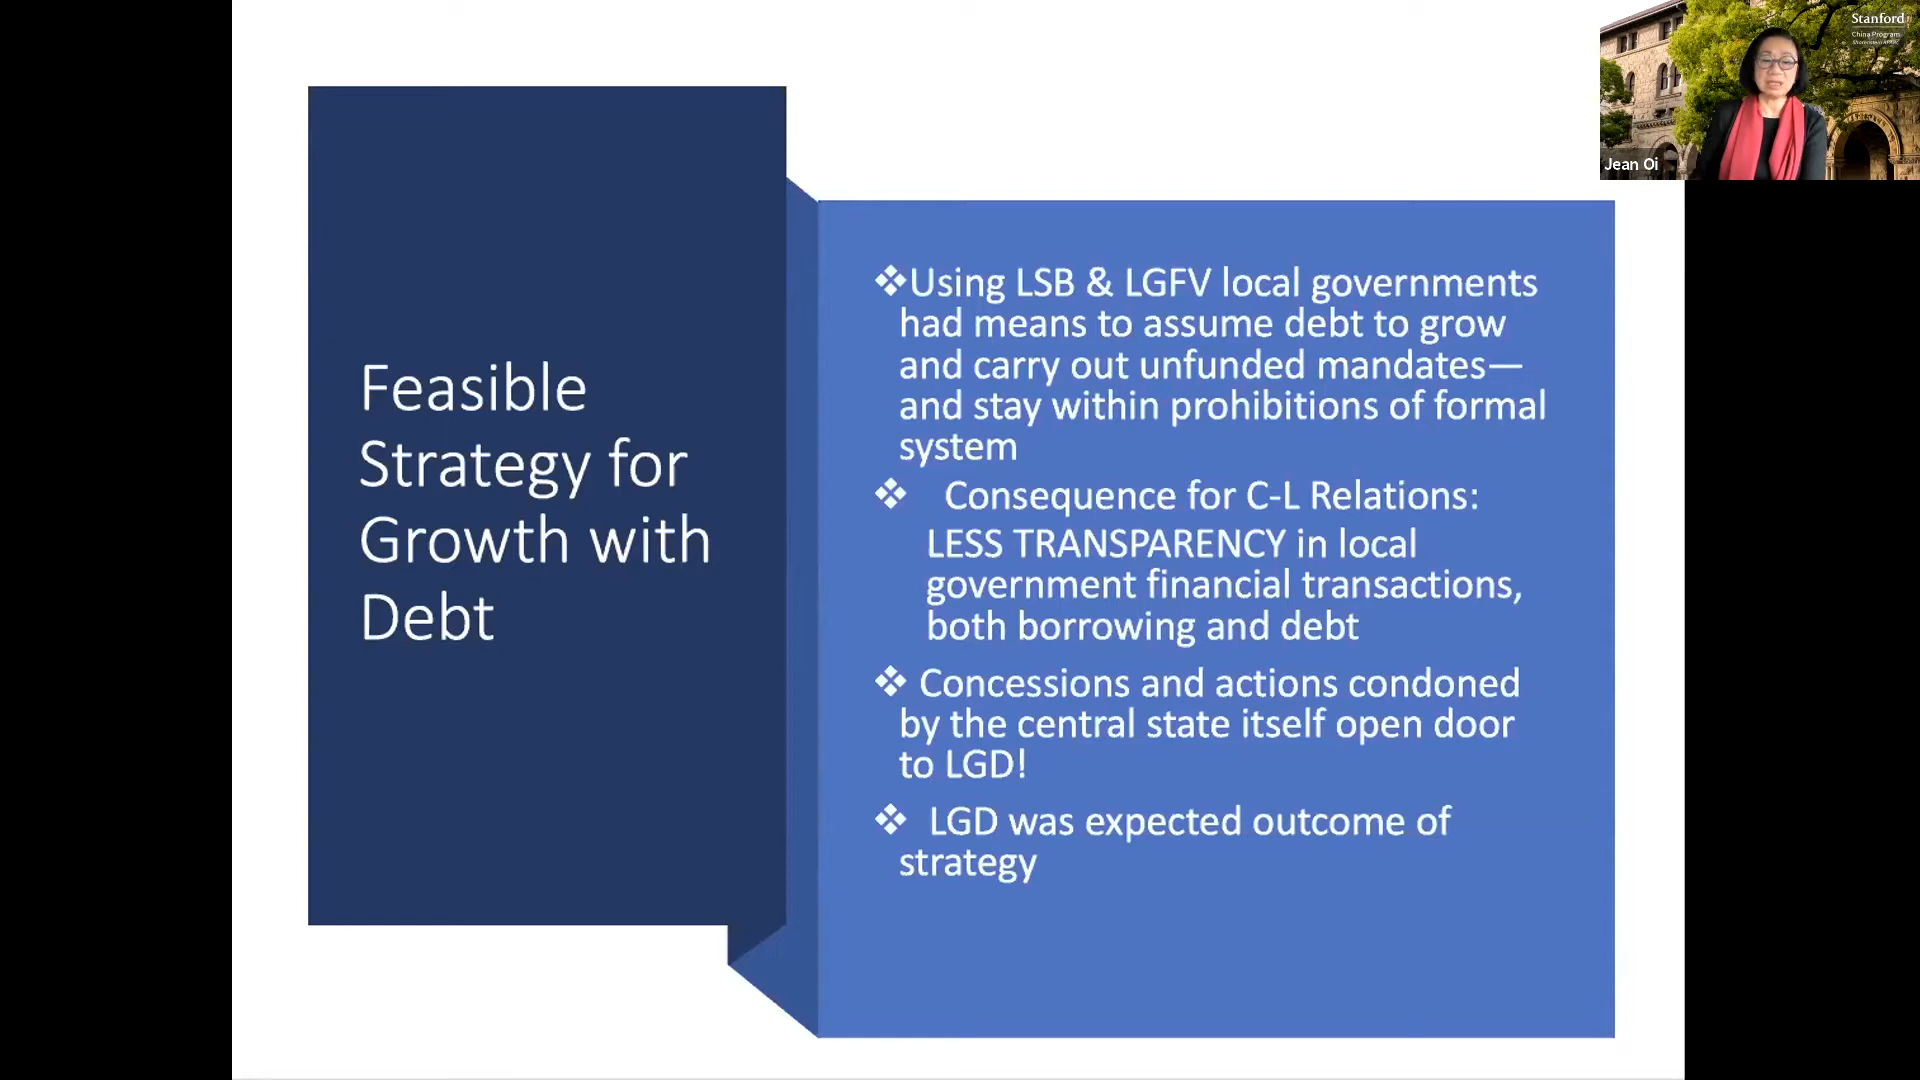 Stanford
China Program
Shorenstein APARC
Jean Oi
Feasible
Strategy for
Growth with
Debt
❖Using LSB & LGFV local governments
had means to assume debt to grow
and carry out unfunded mandates—
and stay within prohibitions of formal
system
❖ Consequence for C-L Relations:
LESS TRANSPARENCY in local
government financial transactions,
both borrowing and debt
❖ Concessions and actions condoned
by the central state itself open door
to LGD!
❖ LGD was expected outcome of
strategy